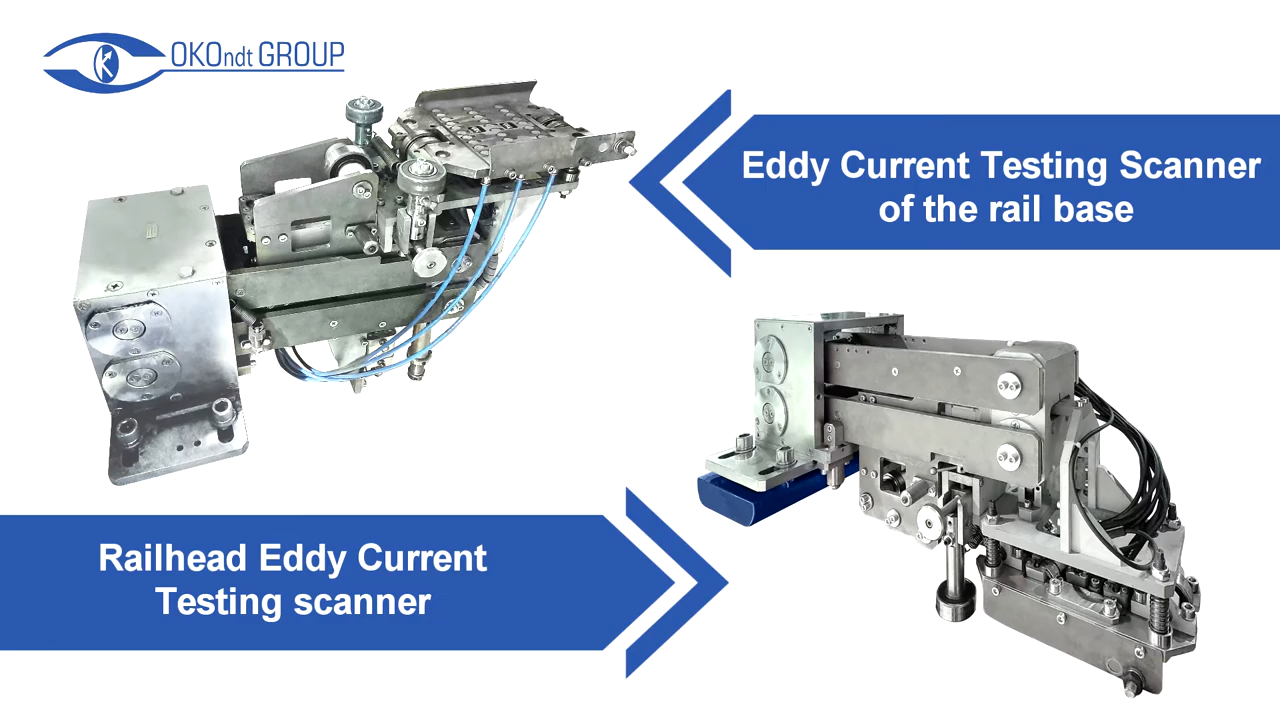 OKOndt GROUP
Eddy Current Testing Scanner
of the rail base
Railhead Eddy Current
Testing scanner